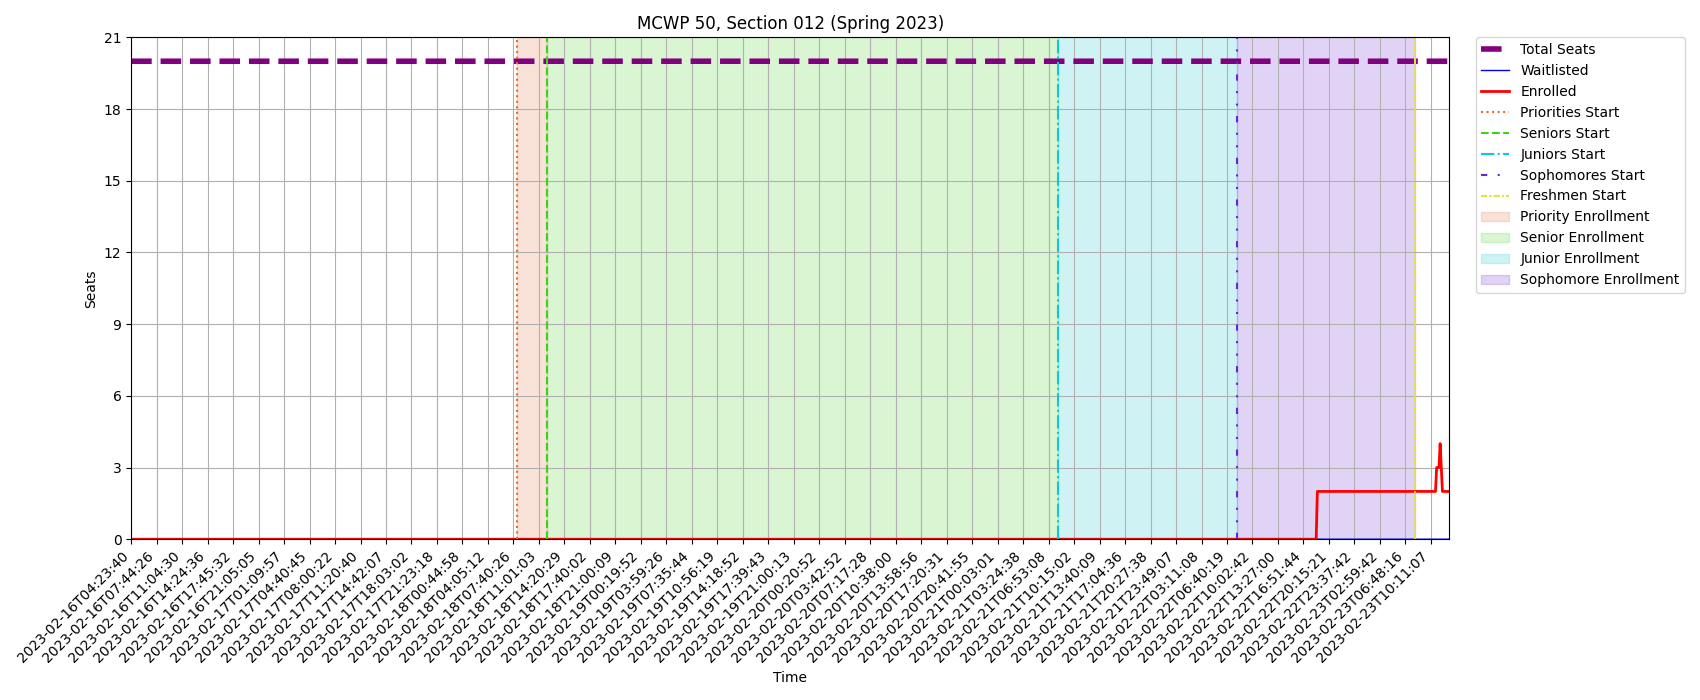 MCWP 50, Section 012 (Spring 2023)
21
18
15
12
9
6
3
0
Seats
2023-02-16T04:23:40
2023-02-16T07:44:26
2023-02-16T11:04:30
2023-02-16T14:24:36
2023-02-16T17:45:32
2023-02-16T21:05:05
2023-02-17T01:09:57
2023-02-17T04:40:45
2023-02-17T08:00:22
2023-02-17T11:20:40
2023-02-17T14:42:07
2023-02-17T18:03:02
2023-02-17T21:23:18
2023-02-18T00:44:58
2023-02-18T04:05:12
2023-02-18T07:40:26
2023-02-18T11:01:03
2023-02-18T14:20:29
2023-02-18T17:40:02
2023-02-18T21:00:09
2023-02-19T00:19:52
2023-02-19T03:59:26
2023-02-19T07:35:44
2023-02-19T10:56:19
2023-02-19T14:18:52
2023-02-19T17:39:43
2023-02-19T21:00:13
2023-02-20T00:20:52
2023-02-20T03:42:52
2023-02-20T07:17:28
2023-02-20T10:38:00
2023-02-20T13:58:56
2023-02-20T17:20:31
2023-02-20T20:41:55
2023-02-21T00:03:01
2023-02-21T03:24:38
2023-02-21T06:53:08
2023-02-21T10:15:02
2023-02-21T13:40:09
2023-02-21T17:04:36
2023-02-21T20:27:38
2023-02-21T23:49:07
2023-02-22T03:11:08
2023-02-22T06:40:19
2023-02-22T10:02:42
2023-02-22T13:27:00
2023-02-22T16:51:44
2023-02-22T20:15:21
2023-02-22T23:37:42
2023-02-23T02:59:42
2023-02-23T06:48:16
2023-02-23T10:11:07
Time
Total Seats
Waitlisted
Enrolled
Priorities Start
Seniors Start
Juniors Start
Sophomores Start
Freshmen Start
Priority Enrollment
Senior Enrollment
Junior Enrollment
Sophomore Enrollment